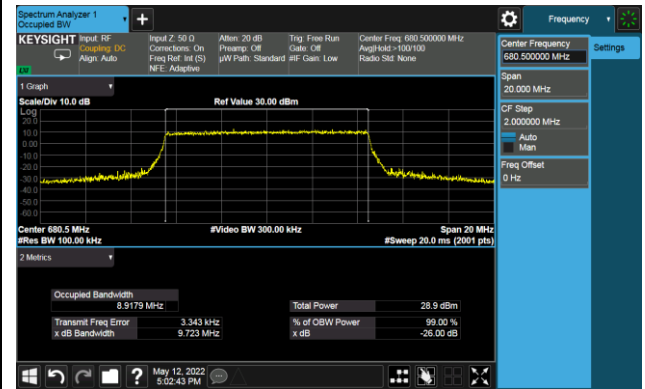 Spectrum Analyzer 1
Occupied BW
+
Frequency
KEYSIGHT
Input: RF
Coupling: DC
Align: Auto
Input Z: 50 Ω
Corrections: On
Freq Ref: Int (S)
NFE: Adaptive
Atten: 20 dB
Preamp: Off
µW Path: Standard
Trig: Free Run
Gate: Off
#IF Gain: Low
Center Freq: 680.500000 MHz
Avg|Hold:>100/100
Radio Std: None
Center Frequency
680.500000 MHz
Settings
Span
20.000 MHz
CF Step
2.000000 MHz
Auto
Man
Freq Offset
0 Hz
1 Graph
Scale/Div 10.0 dB
Ref Value 30.00 dBm
Log
20.0
10.0
0.00
-10.0
-20.0
-30.0
-40.0
-50.0
-60.0
Center 680.5 MHz
#Video BW 300.00 kHz
Span 20 MHz
#Res BW 100.00 kHz
#Sweep 20.0 ms (2001 pts)
2 Metrics
Occupied Bandwidth
8.9179 MHz
Total Power 28.9 dBm
Transmit Freq Error 3.343 kHz
% of OBW Power 99.00 %
x dB Bandwidth 9.723 MHz
x dB -26.00 dB
?
May 12, 2022
5:02:43 PM